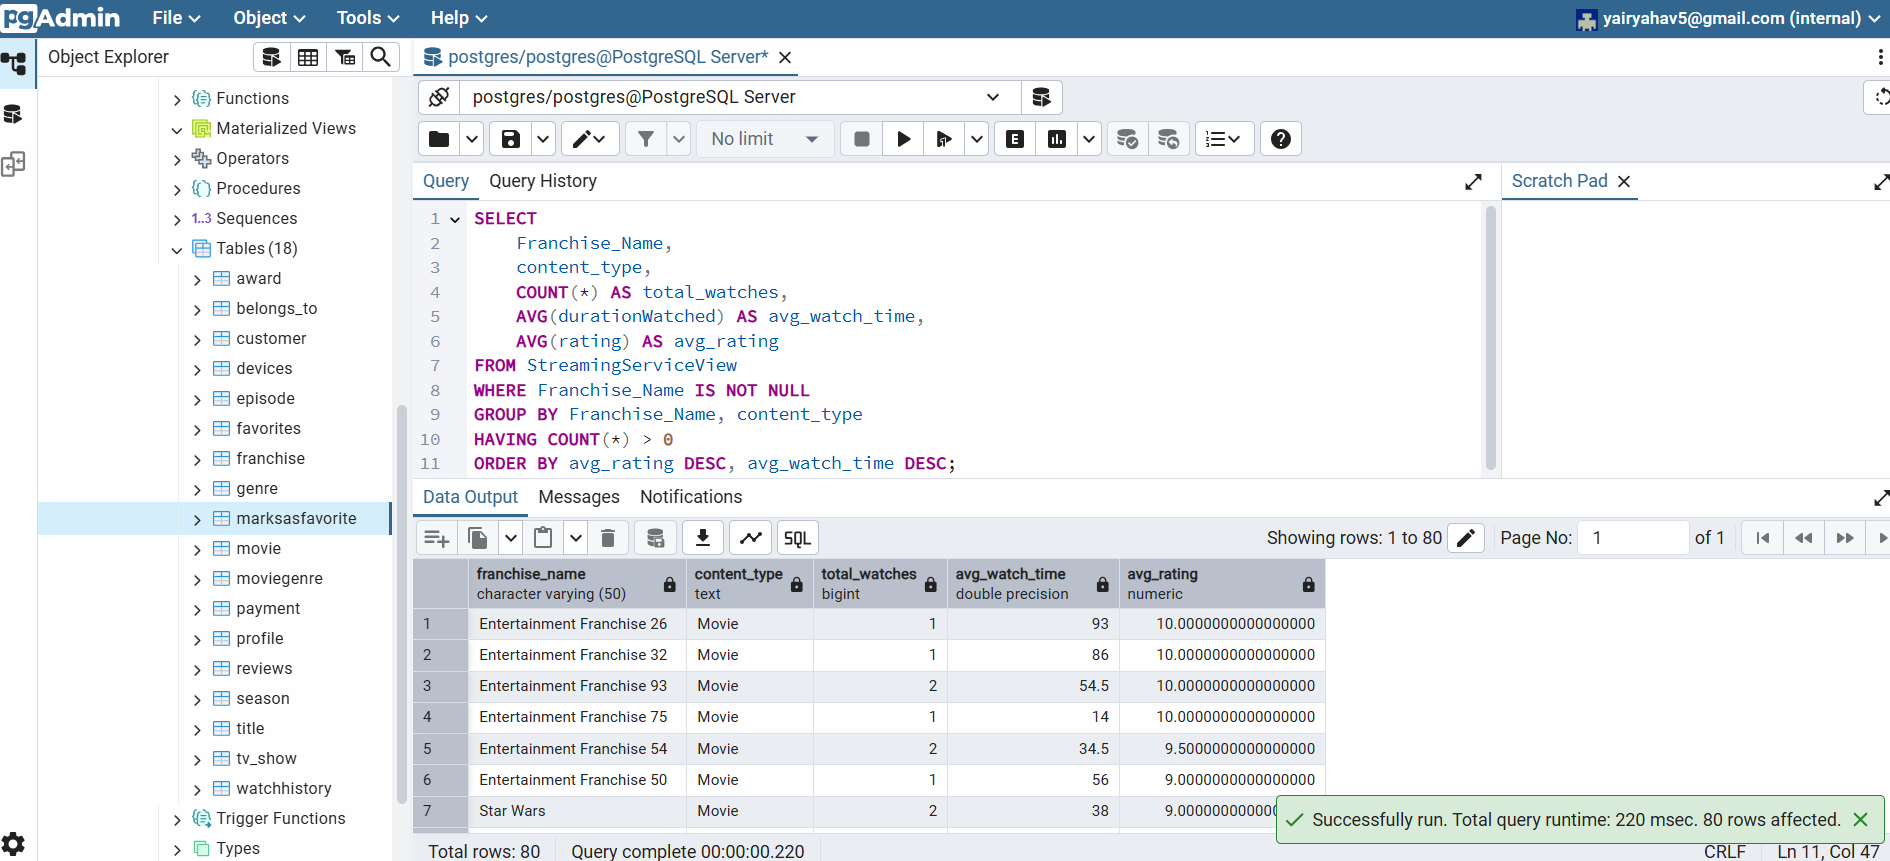 pgAdmin File Object Tools Help yairyahav5@gmail.com (internal)
Object Explorer
postgres/postgres@PostgreSQL Server*
Functions
Materialized Views
Operators
Procedures
1..3 Sequences
Tables (18)
award
belongs_to
customer
devices
episode
favorites
franchise
genre
marksasfavorite
movie
moviegenre
payment
profile
reviews
season
title
tv_show
watchhistory
Trigger Functions
Types
postgres/postgres@PostgreSQL Server
No limit
E
Query Query History
Scratch Pad
1 SELECT
2 Franchise_Name,
3 content_type,
4 COUNT(*) AS total_watches,
5 AVG(durationWatched) AS avg_watch_time,
6 AVG(rating) AS avg_rating
7 FROM StreamingServiceView
8 WHERE Franchise_Name IS NOT NULL
9 GROUP BY Franchise_Name, content_type
10 HAVING COUNT(*) > 0
11 ORDER BY avg_rating DESC, avg_watch_time DESC;
Data Output Messages Notifications
SQL
Showing rows: 1 to 80 Page No: 1 of 1
franchise_name content_type total_watches avg_watch_time avg_rating
character varying (50) text bigint double precision numeric
1 Entertainment Franchise 26 Movie 1 93 10.0000000000000000
2 Entertainment Franchise 32 Movie 1 86 10.0000000000000000
3 Entertainment Franchise 93 Movie 2 54.5 10.0000000000000000
4 Entertainment Franchise 75 Movie 1 14 10.0000000000000000
5 Entertainment Franchise 54 Movie 2 34.5 9.5000000000000000
6 Entertainment Franchise 50 Movie 1 56 9.0000000000000000
7 Star Wars Movie 2 38 9.000000000000
Successfully run. Total query runtime: 220 msec. 80 rows affected.
Total rows: 80 Query complete 00:00:00.220 CRLF Ln 11, Col 47